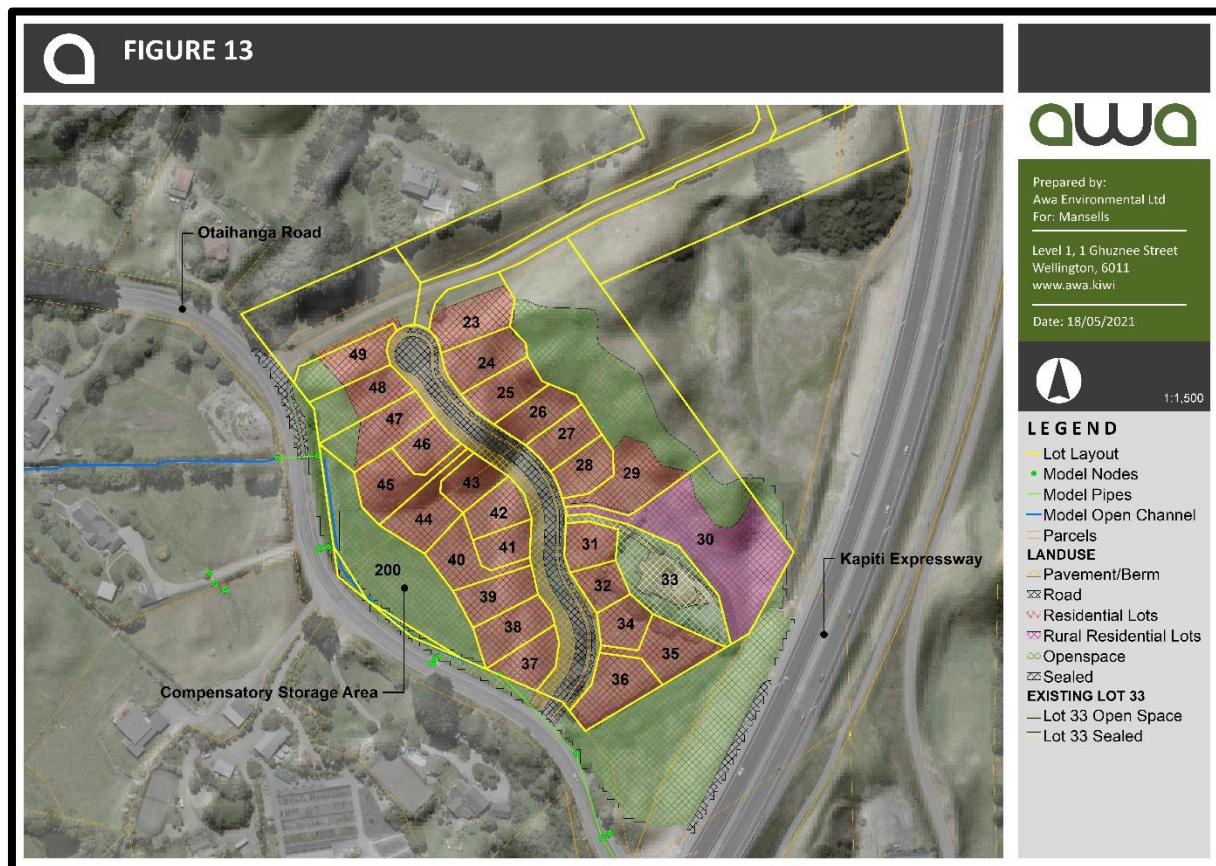 FIGURE 13
Otaihanga Road
49
48
47
46
45
44
43
42
41
40
39
38
37
23
24
25
26
27
28
29
30
31
32
33
34
35
36
200
Kapiti Expressway
Compensatory Storage Area
awa
Prepared by:
Awa Environmental Ltd
For: Mansells
Level 1, 1 Ghuznee Street
Wellington, 6011
www.awa.kiwi
Date: 18/05/2021
1:1,500
LEGEND
Lot Layout
Model Nodes
Model Pipes
Model Open Channel
Parcels
LANDUSE
Pavement/Berm
Road
Residential Lots
Rural Residential Lots
Openspace
Sealed
EXISTING LOT 33
Lot 33 Open Space
Lot 33 Sealed